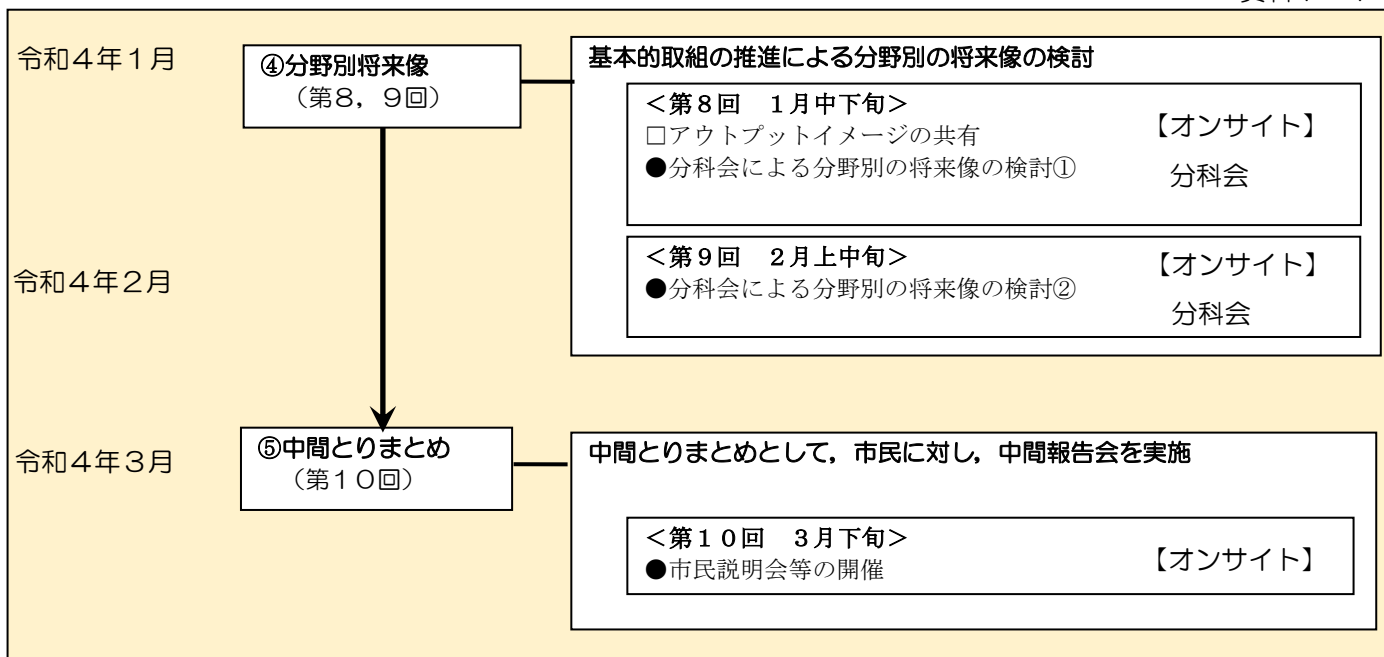 令和４年１月
④分野別将来像
（第８，９回）
基本的取組の推進による分野別の将来像の検討
＜第８回　１月中下旬＞
□アウトプットイメージの共有
●分科会による分野別の将来像の検討①
【オンサイト】
分科会
令和４年２月
＜第９回　２月上中旬＞
●分科会による分野別の将来像の検討②
【オンサイト】
分科会
令和４年３月
⑤中間とりまとめ
（第１０回）
中間とりまとめとして，市民に対し，中間報告会を実施
＜第１０回　３月下旬＞
●市民説明会等の開催
【オンサイト】